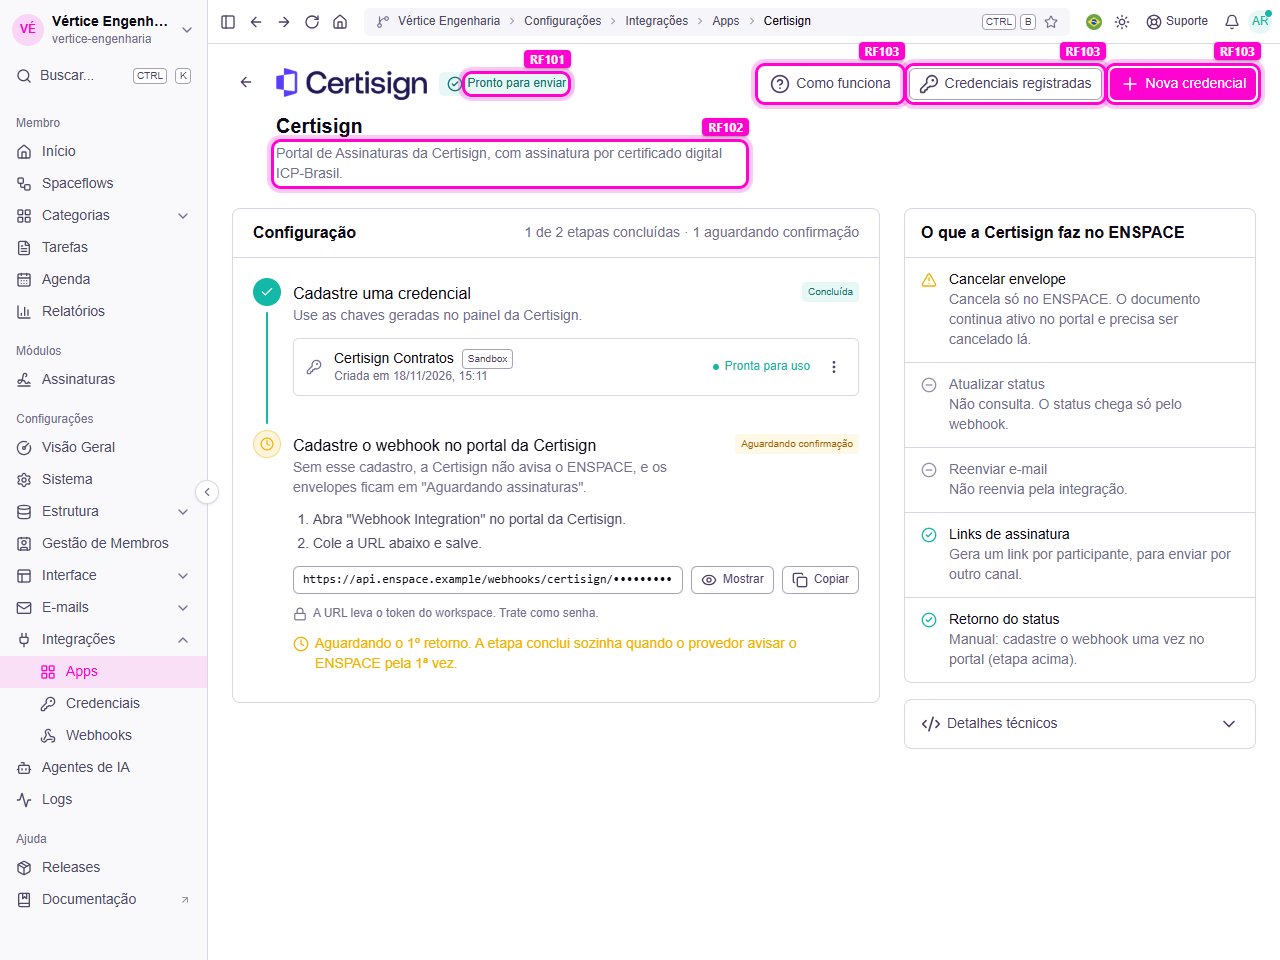 VÉ
Vértice Engenh...
vertice-engenharia
Buscar...
CTRL K
Membro
Início
Spaceflows
Categorias
Tarefas
Agenda
Relatórios
Módulos
Assinaturas
Configurações
Visão Geral
Sistema
Estrutura
Gestão de Membros
Interface
E-mails
Integrações
Apps
Credenciais
Webhooks
Agentes de IA
Logs
Ajuda
Releases
Documentação
Vértice Engenharia > Configurações > Integrações > Apps > Certisign
CTRL B
Suporte
AR
RF101
RF103
RF103
RF103
Certisign
Pronto para enviar
Como funciona
Credenciais registradas
Nova credencial
Certisign
RF102
Portal de Assinaturas da Certisign, com assinatura por certificado digital
ICP-Brasil.
Configuração
1 de 2 etapas concluídas · 1 aguardando confirmação
Cadastre uma credencial
Concluída
Use as chaves geradas no painel da Certisign.
Certisign Contratos
Sandbox
Criada em 18/11/2026, 15:11
Pronta para uso
Cadastre o webhook no portal da Certisign
Aguardando confirmação
Sem esse cadastro, a Certisign não avisa o ENSPACE, e os
envelopes ficam em "Aguardando assinaturas".
1. Abra "Webhook Integration" no portal da Certisign.
2. Cole a URL abaixo e salve.
https://api.enspace.example/webhooks/certisign/•••••••••
Mostrar
Copiar
A URL leva o token do workspace. Trate como senha.
Aguardando o 1º retorno. A etapa conclui sozinha quando o provedor avisar o
ENSPACE pela 1ª vez.
O que a Certisign faz no ENSPACE
Cancelar envelope
Cancela só no ENSPACE. O documento
continua ativo no portal e precisa ser
cancelado lá.
Atualizar status
Não consulta. O status chega só pelo
webhook.
Reenviar e-mail
Não reenvia pela integração.
Links de assinatura
Gera um link por participante, para enviar por
outro canal.
Retorno do status
Manual: cadastre o webhook uma vez no
portal (etapa acima).
Detalhes técnicos